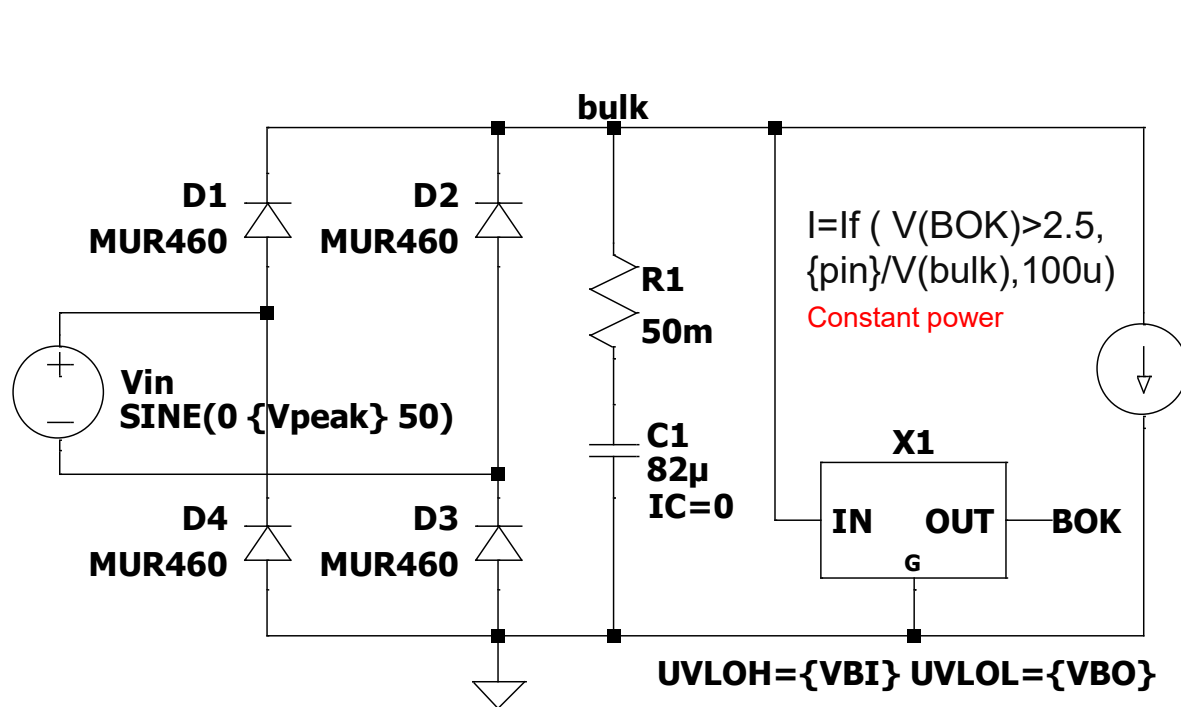 bulk
D1
MUR460
D2
MUR460
I=If ( V(BOK)>2.5,
{pin}/V(bulk),100u)
Constant power
R1
50m
Vin
SINE(0 {Vpeak} 50)
C1
82µ
IC=0
X1
IN OUT BOK
G
D4
MUR460
D3
MUR460
UVLOH={VBI} UVLOL={VBO}